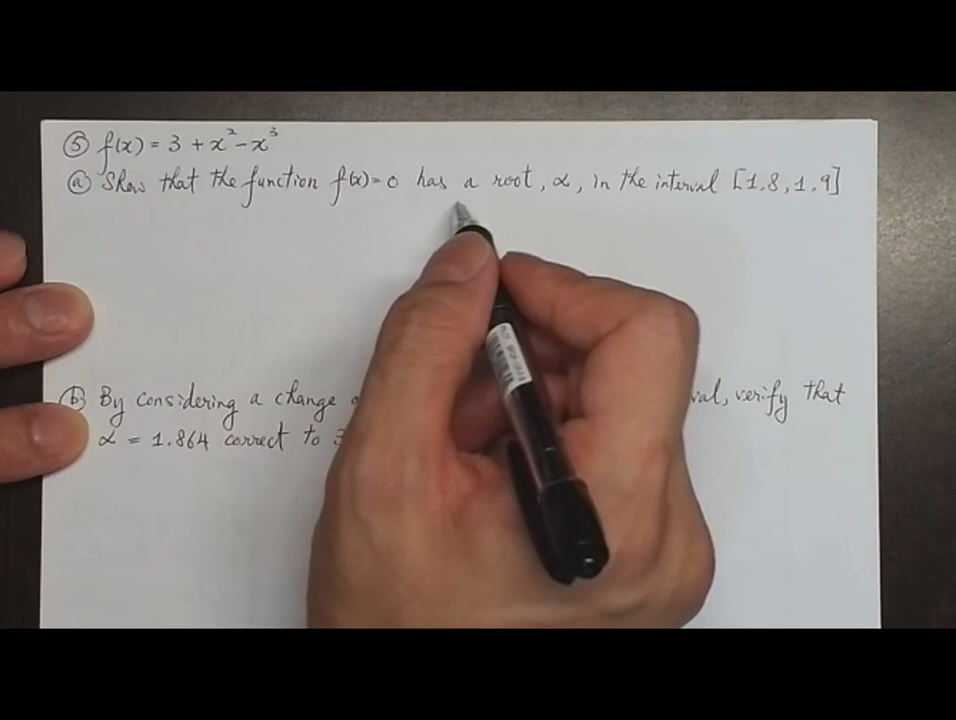 ⑤ f(x) = 3 + x² - x³
ⓐ Show that the function f(x)=0 has a root, α, in the interval [1.8, 1.9]
ⓑ By considering a change val, verify that
α = 1.864 correct to 3